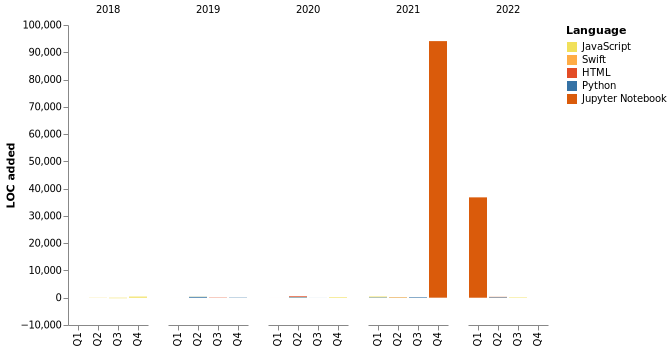 2018 2019 2020 2021 2022
100,000
90,000
80,000
70,000
60,000
50,000
40,000
30,000
20,000
10,000
0
−10,000
LOC added
Q1 Q2 Q3 Q4 Q1 Q2 Q3 Q4 Q1 Q2 Q3 Q4 Q1 Q2 Q3 Q4 Q1 Q2 Q3 Q4
Language
JavaScript
Swift
HTML
Python
Jupyter Notebook